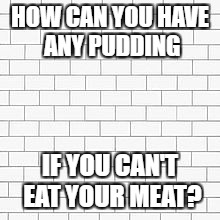 HOW CAN YOU HAVE
ANY PUDDING
IF YOU CAN'T
EAT YOUR MEAT?